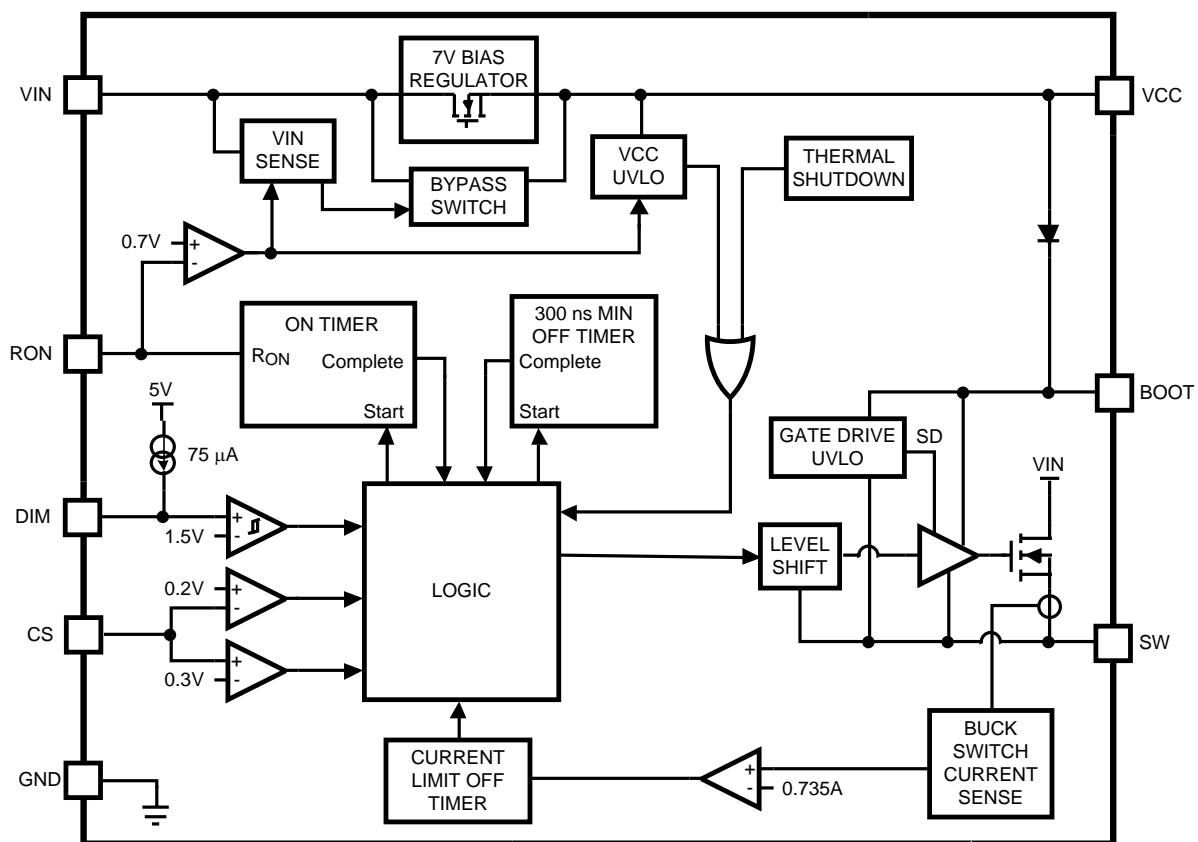 7V BIAS
REGULATOR
VIN
VCC
VIN
SENSE
BYPASS
SWITCH
VCC
UVLO
THERMAL
SHUTDOWN
0.7V
+
-
ON TIMER
RON
Complete
Start
300 ns MIN
OFF TIMER
Complete
Start
RON
BOOT
5V
75 μA
GATE DRIVE
UVLO
SD
VIN
DIM
+
-
1.5V
LEVEL
SHIFT
0.2V
+
-
LOGIC
CS
+
-
0.3V
SW
GND
CURRENT
LIMIT OFF
TIMER
+
-
0.735A
BUCK
SWITCH
CURRENT
SENSE